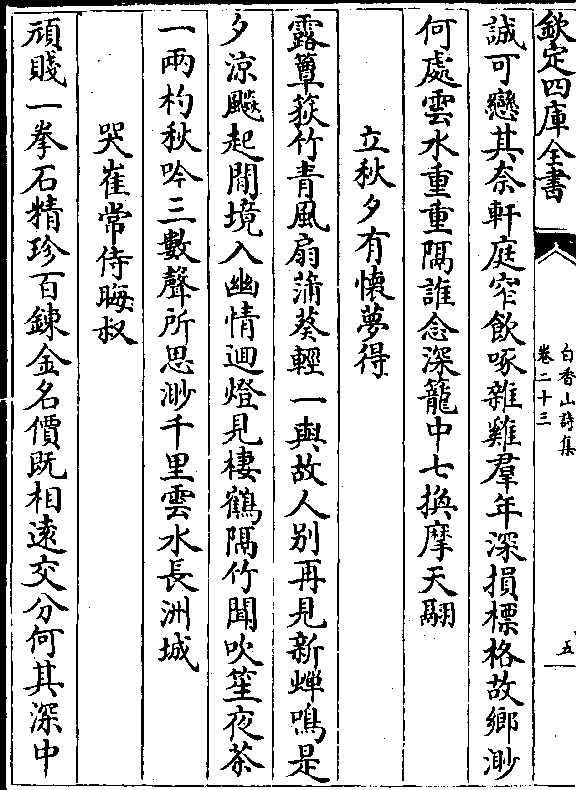 欽定四庫全書
白香山詩集
卷二十三
五
誠可戀其奈軒庭窄飲啄雜雞羣年深損標格故鄉渺
何處雲水重重隔誰念深籠中七換摩天翮
立秋夕有懷夢得
露簟荻竹青風扇蒲葵輕一與故人别再見新蟬鳴是
夕涼飈起閒境入幽情迴燈見棲鶴隔竹聞吹笙夜茶
一兩杓秋吟三數聲所思渺千里雲水長洲城
哭崔常侍晦叔
頑賤一拳石精珍百鍊金名價既相逺交分何其深中